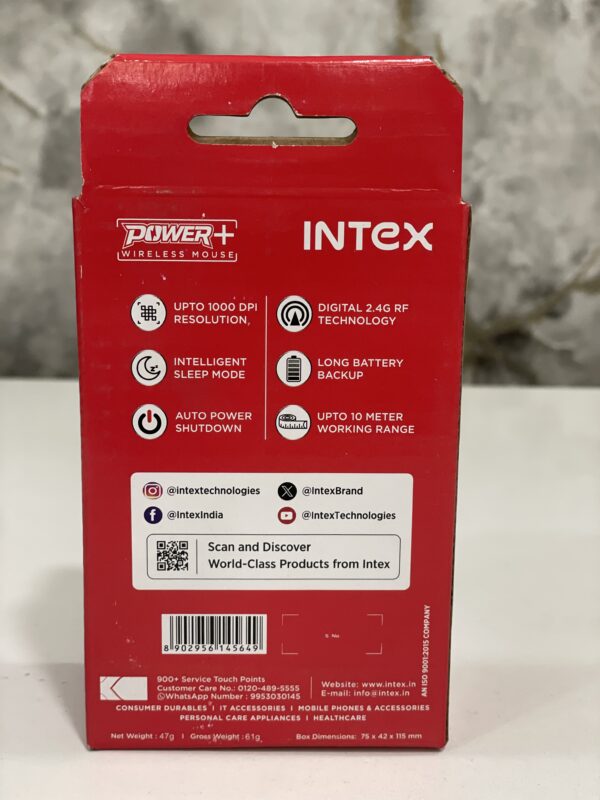 POWER+
WIRELESS MOUSE
INTEX
UPTO 1000 DPI
RESOLUTION,
DIGITAL 2.4G RF
TECHNOLOGY
INTELLIGENT
SLEEP MODE
LONG BATTERY
BACKUP
AUTO POWER
SHUTDOWN
UPTO 10 METER
WORKING RANGE
@intextechnologies
@IntexBrand
@IntexIndia
@IntexTechnologies
Scan and Discover
World-Class Products from Intex
8 902956 145649
S. No
AN ISO 9001:2015 COMPANY
900+ Service Touch Points
Customer Care No.: 0120-489-5555
WhatsApp Number : 9953030145
Website: www.intex.in
E-mail: info@intex.in
CONSUMER DURABLES | IT ACCESSORIES | MOBILE PHONES & ACCESSORIES
PERSONAL CARE APPLIANCES | HEALTHCARE
Net Weight : 47g | Gross Weight : 61g
Box Dimensions: 75 x 42 x 115 mm